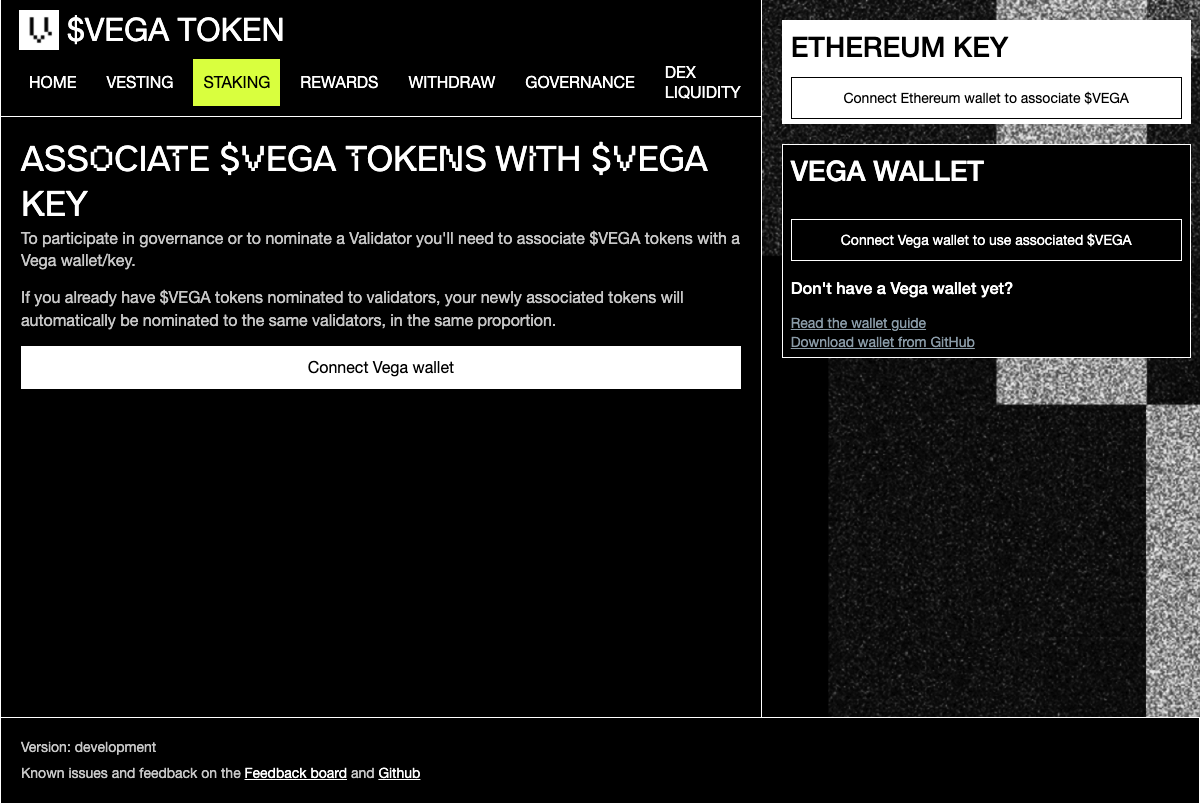 $VEGA TOKEN
HOME VESTING STAKING REWARDS WITHDRAW GOVERNANCE DEX LIQUIDITY
ASSOCIATE $VEGA TOKENS WITH $VEGA
KEY
To participate in governance or to nominate a Validator you'll need to associate $VEGA tokens with a
Vega wallet/key.
If you already have $VEGA tokens nominated to validators, your newly associated tokens will
automatically be nominated to the same validators, in the same proportion.
Connect Vega wallet
ETHEREUM KEY
Connect Ethereum wallet to associate $VEGA
VEGA WALLET
Connect Vega wallet to use associated $VEGA
Don't have a Vega wallet yet?
Read the wallet guide
Download wallet from GitHub
Version: development
Known issues and feedback on the Feedback board and Github